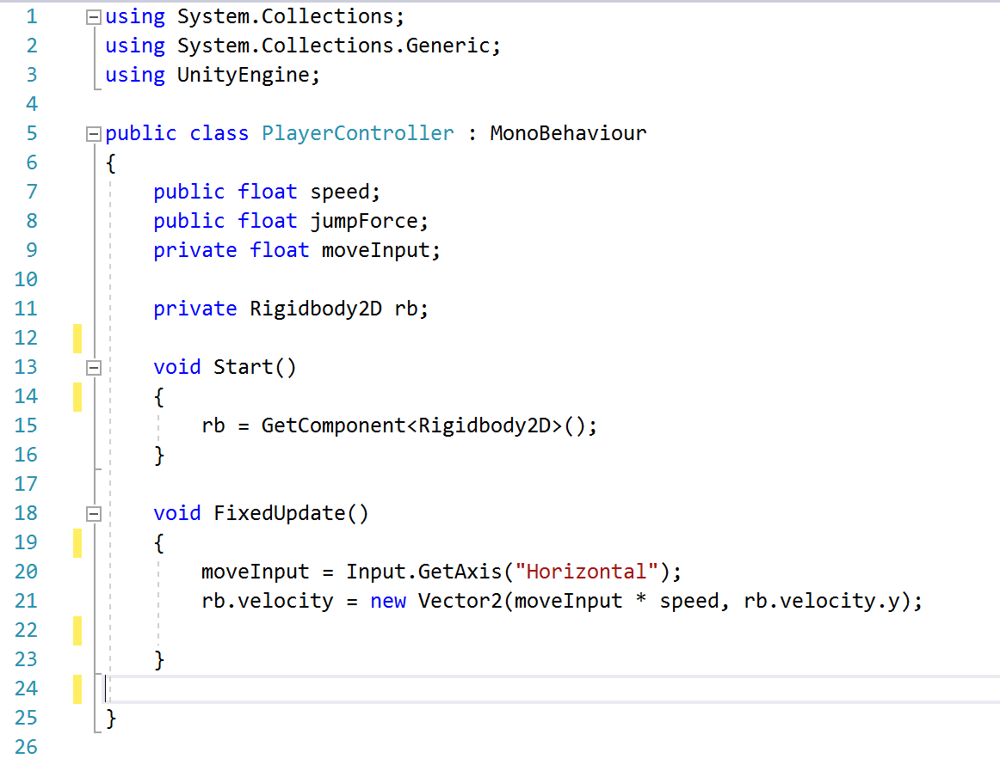 1 using System.Collections;
2 using System.Collections.Generic;
3 using UnityEngine;
4
5 public class PlayerController : MonoBehaviour
6 {
7 public float speed;
8 public float jumpForce;
9 private float moveInput;
10
11 private Rigidbody2D rb;
12
13 void Start()
14 {
15 rb = GetComponent<Rigidbody2D>();
16 }
17
18 void FixedUpdate()
19 {
20 moveInput = Input.GetAxis("Horizontal");
21 rb.velocity = new Vector2(moveInput * speed, rb.velocity.y);
22
23 }
24
25 }
26